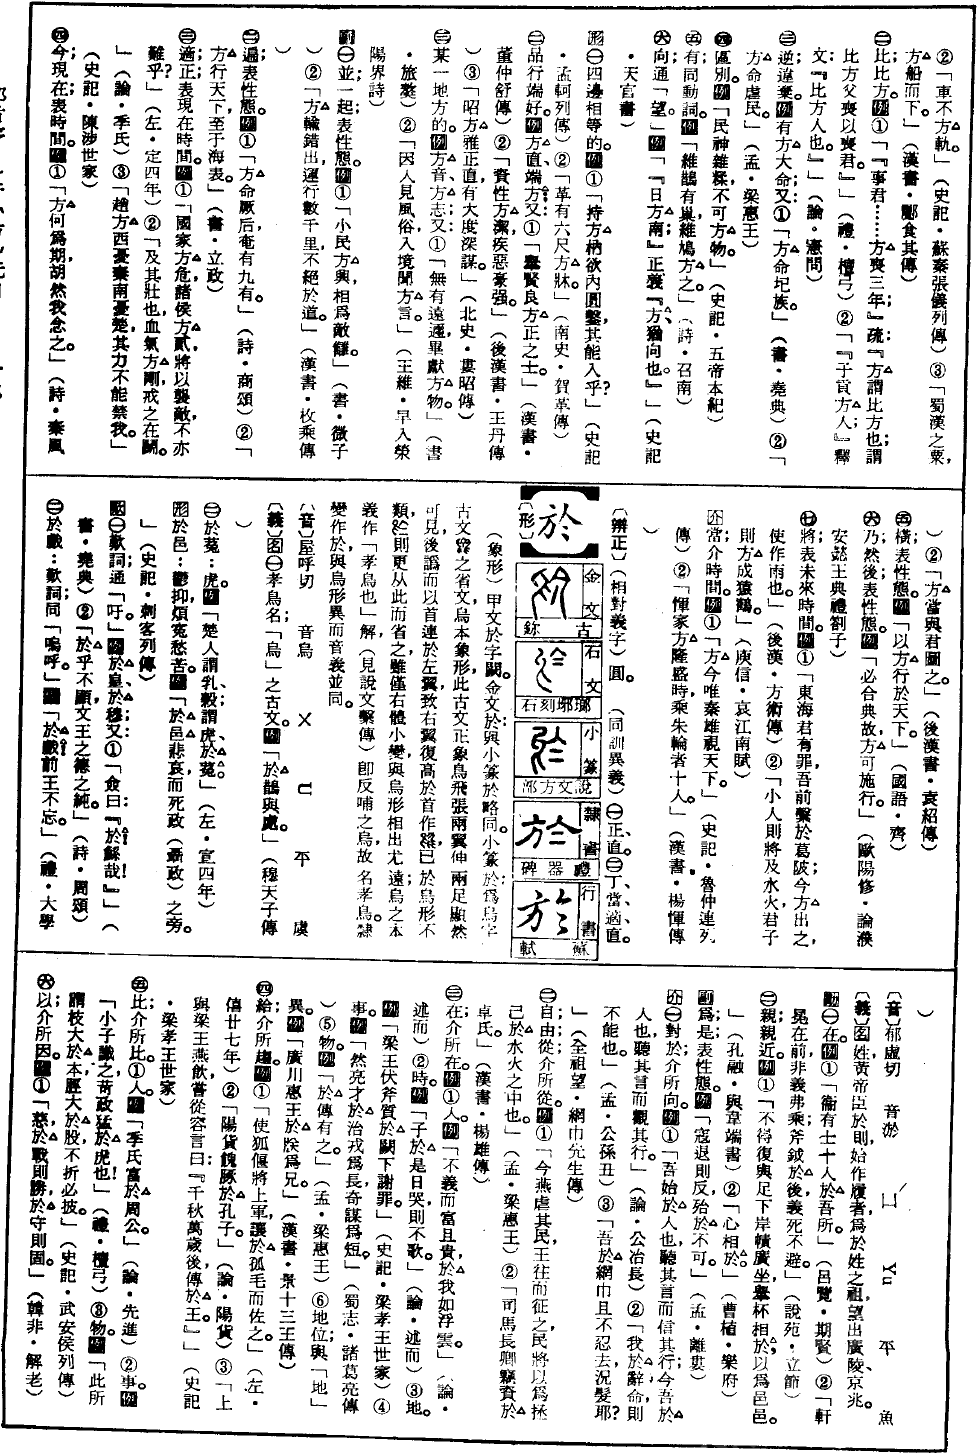 ②「車不方軌。」（史記・蘇秦張儀列傳）③「蜀漢之粟，
方船而下。」（漢書・酈食其傳）
㊁比；比方。例①「『事君……方喪三年。』疏：『方謂比方也；謂
比方父喪以喪君。』」（禮・檀弓）②「『子貢方人。』釋
文：『比方人也。』」（論・憲問）
㊂逆；違棄。例有方大命；又：①「方命圮族。」（書・堯典）②「
方命虐民。」（孟・梁惠王）
㊃區別。例「民神雜糅，不可方物。」（史記・五帝本紀）
㊄有；同動詞。例「維鵲有巢，維鳩方之。」（詩・召南）
㊅向；通「望。」例「『日方南。』正義：『方，猶向也。』」（史記
・天官書）
形㊀四邊相等的。例①「持方枘欲內圓鑿，其能入乎？」（史記
・孟軻列傳）②「革有六尺方牀。」（南史・賀革傳）
㊁品行端好。例方直、端方；又：①「舉賢良方正之士。」（漢書・
董仲舒傳）②「資性方潔，疾惡豪强。」（後漢書・王丹傳
）③「昭方雅正直，有大度深謀。」（北史・婁昭傳）
㊂某一地方的。例方音、方志；又：①「無有遠邇，畢獻方物。」（書
・旅獒）②「因人見風俗，入境聞方言。」（王維・早入滎
陽界詩）
副㊀並；一起；表性態。例①「小民方興，相爲敵讎。」（書・微子
）②「方輸錯出，運行數千里不絕於道。」（漢書・枚乘傳
）
㊁遍；表性態。例①「方命厥后，奄有九有。」（詩・商頌）②「
方行天下，至于海表。」（書・立政）
㊂適；正；表現在時間。例①「國家方危，諸侯方貳，將以襲敵，不亦
難乎？」（左・定四年）②「及其壯也，血氣方剛，戒之在鬭。
」（論・季氏）③「趙方西憂秦，南憂楚，其力不能禁我。」
（史記・陳涉世家）
㊃今；現在；表時間。例①「方何爲期？胡然我念之。」（詩・秦風
）②「方當與君圖之。」（後漢書・袁紹傳）
㊄橫；表性態。例「以方行於天下。」（國語・齊）
㊅乃；然後；表性態。例「必合典故，方可施行。」（歐陽修・論濮
安懿王典禮劄子）
㊆將；表未來時間。例①「東海君有罪，吾前繫於葛陂，今方出之，
使作雨也。」（後漢・方術傳）②「小人則將及水火，君子
則方成猿鶴。」（庾信・哀江南賦）
介當；介時間。例①「方今唯秦雄視天下。」（史記・魯仲連列
傳）②「惲家方隆盛時，乘朱輪者十人。」（漢書・楊惲傳
）
〔辨正〕（相對義字）圓。 （同訓異義）㊀正、直。㊁丁、當、適、直。
【於】
〔形〕
金文 古鉩
石文 瑯琊刻石
小篆 說文方部
隸書 禮器碑
行書 蘇軾
（象形）甲文於字闕。金文於與小篆於略同，小篆於爲烏字
古文之省文；烏本象形，此古文正象鳥飛張兩翼伸兩足顯然
可見，後譌而以首連於左翼，致右翼復高於首作，已於鳥形不
類，則更从此而省之，雖僅右體小變，與鳥形相出尤遠。烏之本
義作「孝鳥也」解（見說文繫傳）卽反哺之鳥，故名孝鳥。隸
變作於，與烏形異而音義並同。
〔音〕屋呼切 音烏 ㄨ ㄩ 平 虞
〔義〕名㊀孝鳥名；「烏」之古文。例「於鵲與處。」（穆天子傳
）
㊁於菟：虎。例「楚人謂乳，穀；謂虎，於菟。」（左・宣四年）
形於邑：鬱抑煩冤；愁苦。例「於邑悲哀而死政（聶政）之旁。
」（史記・刺客列傳）
歎㊀歎詞；通「吁。」例於皇、於穆；又：①「僉曰：『於！鯀哉！』」（
書・堯典）②「於乎不顯，文王之德之純。」（詩・周頌）
㊁於戲：歎詞；同「嗚呼。」例「於戲！前王不忘。」（禮・大學
）
〔音〕郁虛切 音淤 ㄩ Yu 平 魚
〔義〕名姓，黃帝臣於則，始作履者，爲於姓之祖；望出廣陵、京兆。
動㊀在。例①「衞有士十人於吾所。」（呂覽・期賢）②「軒
冕在前，非義弗乘；斧鉞於後，義死不避。」（說苑・立節）
㊁親；親近。例①「不得復與足下岸幘廣坐，舉杯相於，以爲邑邑。
」（孔融・與韋端書）②「心相於。」（曹植・樂府）
副爲；是；表性態。例「寇退則反，殆於不可。」（孟・離婁）
介㊀對於；介所向。例①「吾始於人也，聽其言而信其行；今吾於
人也，聽其言而觀其行。」（論・公冶長）②「我於辭命，則
不能也。」（孟・公孫丑）③「吾於網巾且不忍去，況髮耶？
」（全祖望・網巾先生傳）
㊁自；由；從；介所從。例①「今燕虐其民，王往而征之，民將以爲拯
己於水火之中也。」（孟・梁惠王）②「司馬長卿竊貲於
卓氏。」（漢書・楊雄傳）
㊂在；介所在。例①人。例「不義而富且貴，於我如浮雲。」（論・
述而）②時。例「子於是日哭，則不歌。」（論・述而）③地。
例「梁王伏斧質於闕下謝罪。」（史記・梁孝王世家）④
事。例「然亮才於治戎爲長，奇謀爲短。」（蜀志・諸葛亮傳
）⑤物。例「於傳有之。」（孟・梁惠王）⑥地位；與「地」
異。例「廣川惠王於朕爲兄。」（漢書・景十三王傳）
㊃給；介所趨。例①「使狐偃將上軍，讓於狐毛而佐之。」（左・
僖廿七年）②「陽貨餽豚於孔子。」（論・陽貨）③「上
與梁王燕飲，嘗從容言曰：『千秋萬歲後傳於王。』」（史記
・梁孝王世家）
㊄比；介所比。①人。例「季氏富於周公。」（論・先進）②事。例
「小子識之，苛政猛於虎也！」（禮・檀弓）③物。例「此所
謂枝大於本，脛大於股，不折必披。」（史記・武安侯列傳）
㊅以；介所因。例①「慈，於戰則勝，於守則固。」（韓非・解老）